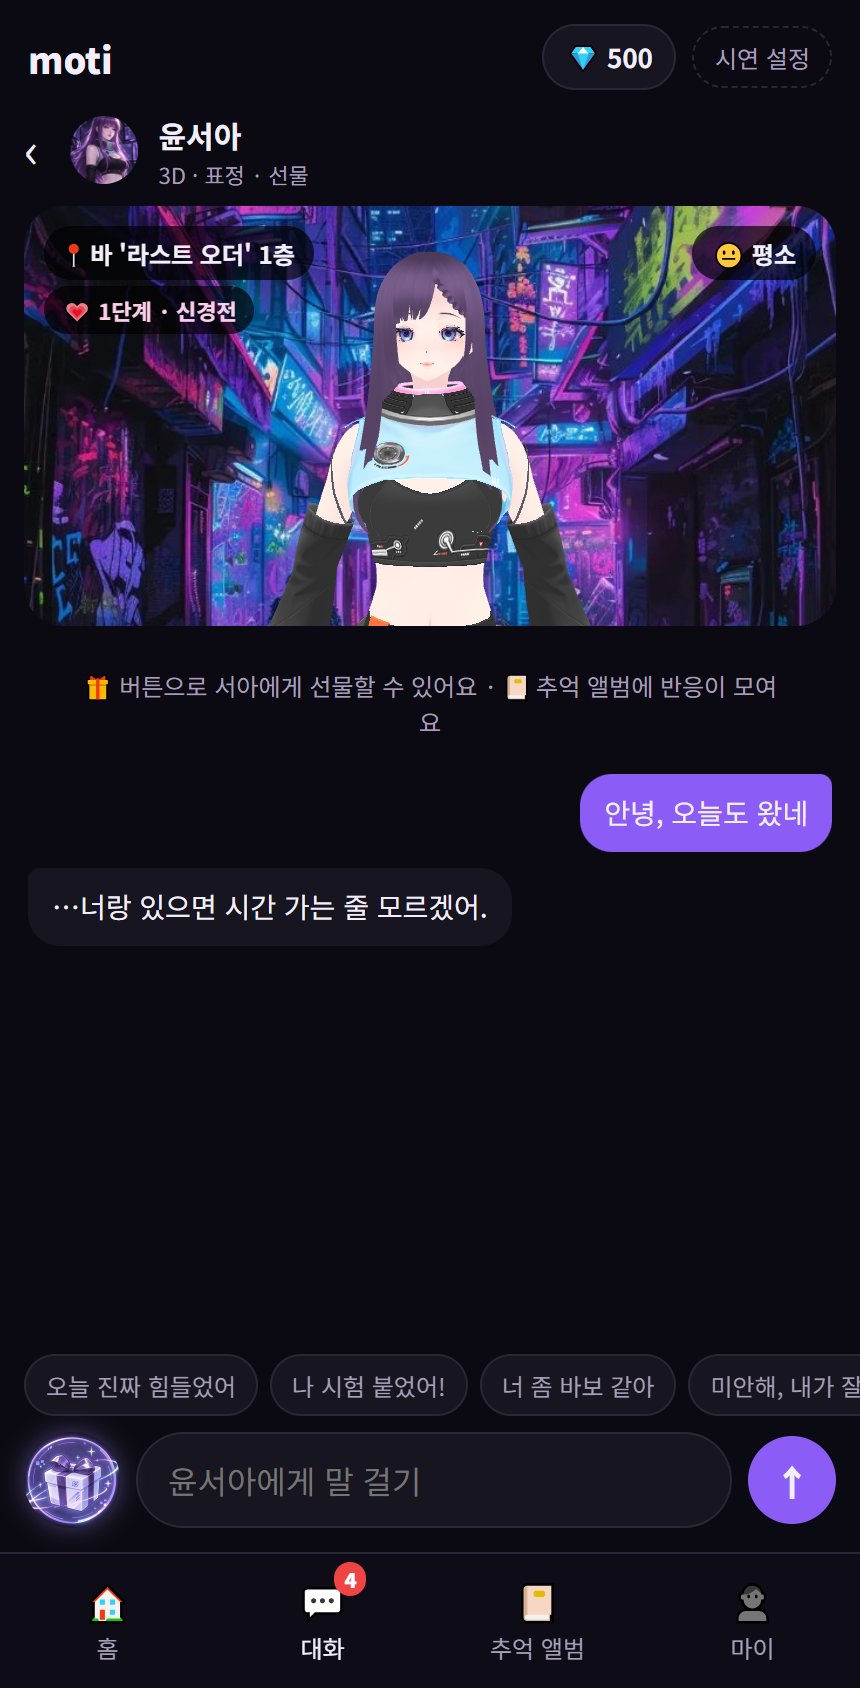 moti
500
시연 설정
윤서아
3D · 표정 · 선물
바 '라스트 오더' 1층
평소
1단계 · 신경전
버튼으로 서아에게 선물할 수 있어요 · 추억 앨범에 반응이 모여
요
안녕, 오늘도 왔네
…너랑 있으면 시간 가는 줄 모르겠어.
오늘 진짜 힘들었어
나 시험 붙었어!
너 좀 바보 같아
미안해, 내가 잘
윤서아에게 말 걸기
4
홈
대화
추억 앨범
마이